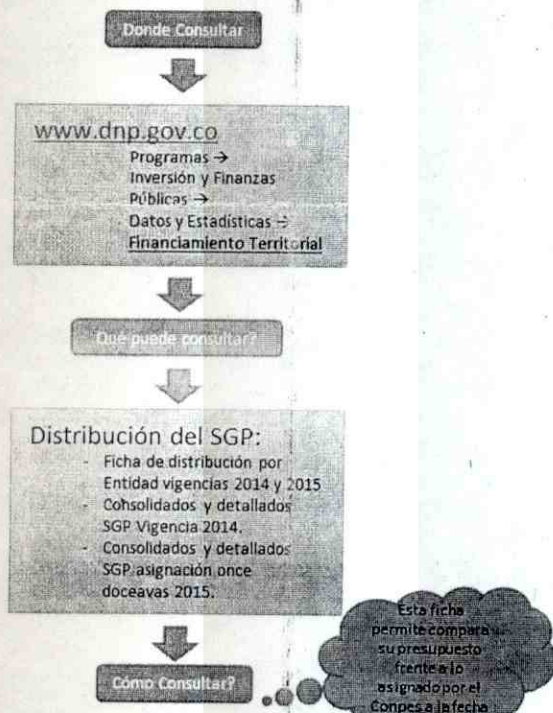 Donde Consultar
www.dnp.gov.co
Programas →
Inversión y Finanzas
Públicas →
- Datos y Estadísticas →
Financiamiento Territorial
Qué puede consultar?
Distribución del SGP:
- Ficha de distribución por
Entidad vigencias 2014 y 2015
- Consolidados y detallados
SGP Vigencia 2014.
- Consolidados y detallados
SGP asignación once
doceavas 2015.
Cómo Consultar?
Esta ficha
permite compara
su presupuesto
frente a lo
asignado por el
Conpes a la fecha